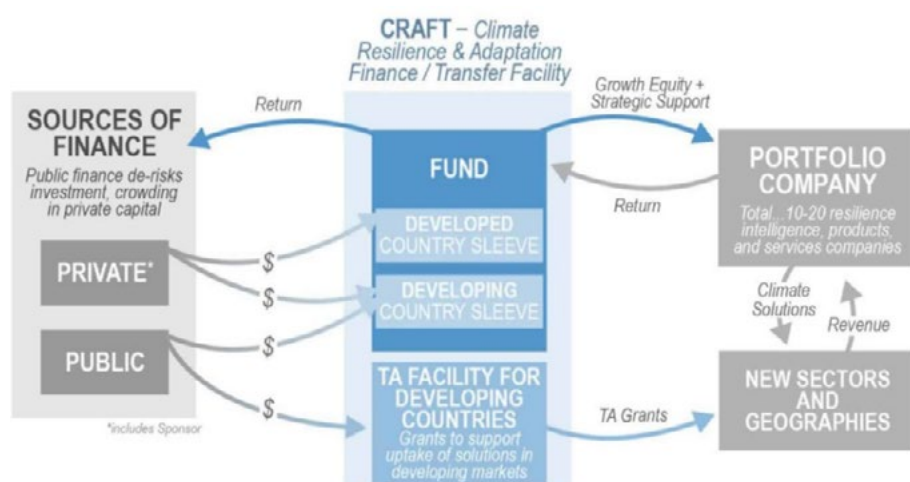 CRAFT – Climate
Resilience & Adaptation
Finance / Transfer Facility
Return
Growth Equity +
Strategic Support
SOURCES OF
FINANCE
Public finance de-risks
investment, crowding
in private capital
PRIVATE*
PUBLIC
*includes Sponsor
$
$
$
$
FUND
DEVELOPED
COUNTRY SLEEVE
DEVELOPING
COUNTRY SLEEVE
TA FACILITY FOR
DEVELOPING
COUNTRIES
Grants to support
uptake of solutions in
developing markets
Return
TA Grants
PORTFOLIO
COMPANY
Total...10-20 resilience
intelligence, products,
and services companies
Climate
Solutions
Revenue
NEW SECTORS
AND
GEOGRAPHIES